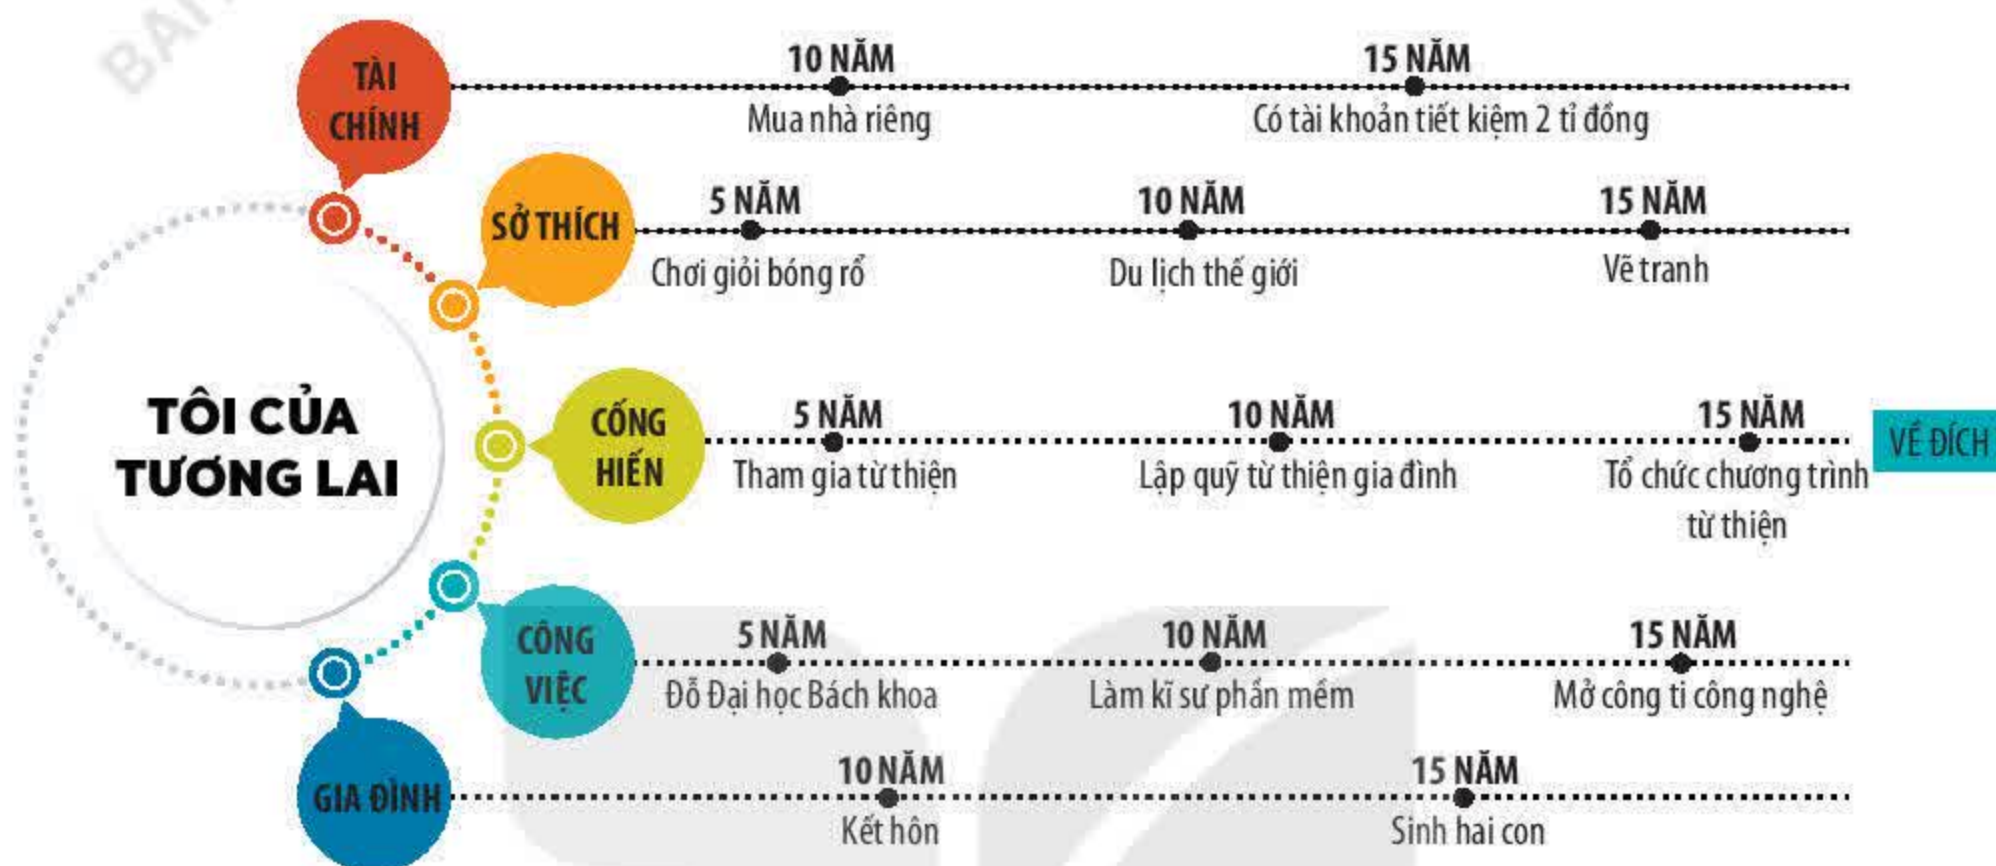 TÀI
CHÍNH
10 NĂM
15 NĂM
Mua nhà riêng
Có tài khoản tiết kiệm 2 tỉ đồng
SỞ THÍCH
5 NĂM
10 NĂM
15 NĂM
Chơi giỏi bóng rổ
Du lịch thế giới
Vẽ tranh
TÔI CỦA
TƯƠNG LAI
CỐNG
HIẾN
5 NĂM
10 NĂM
15 NĂM
Tham gia từ thiện
Lập quỹ từ thiện gia đình
Tổ chức chương trình
từ thiện
VỀ ĐÍCH
CÔNG
VIỆC
5 NĂM
10 NĂM
15 NĂM
Đỗ Đại học Bách khoa
Làm kĩ sư phần mềm
Mở công ti công nghệ
GIA ĐÌNH
10 NĂM
15 NĂM
Kết hôn
Sinh hai con